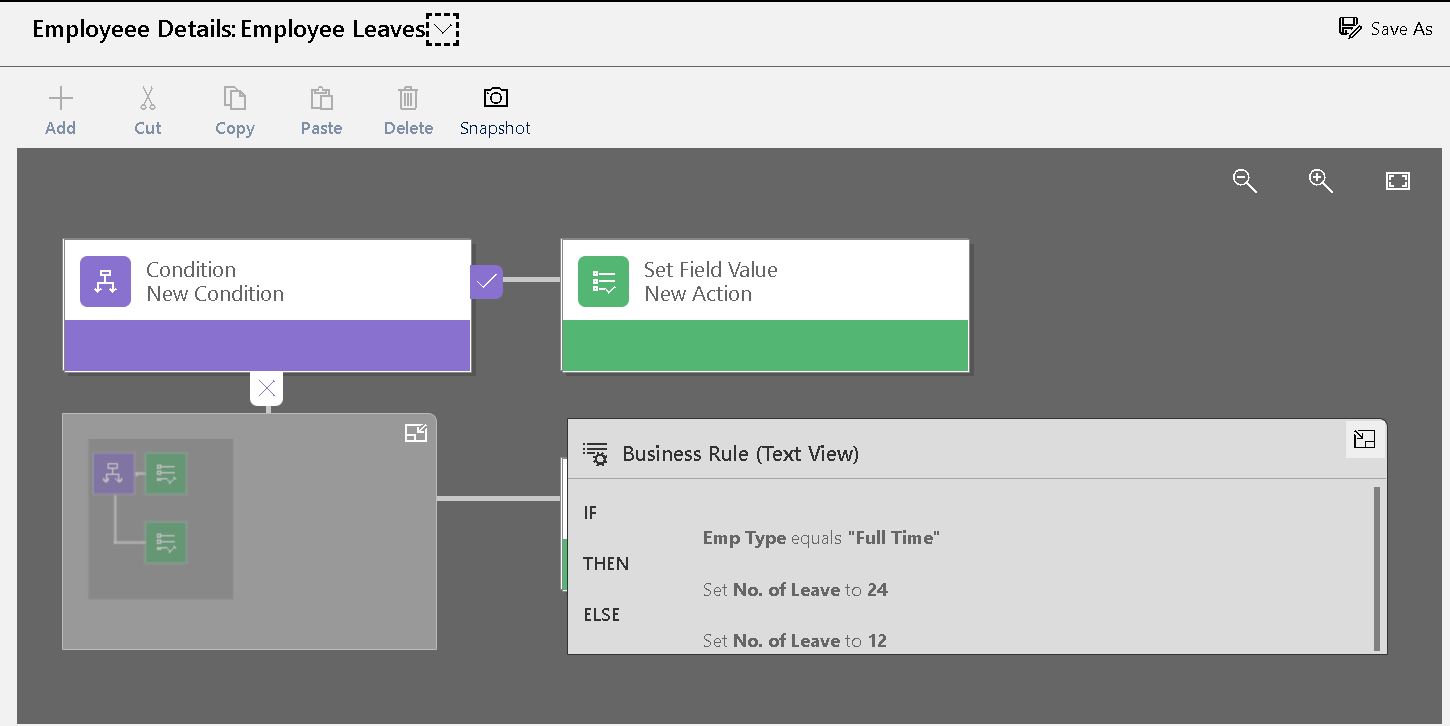 Employeee Details: Employee Leaves
Save As
Add Cut Copy Paste Delete Snapshot
Condition
New Condition
Set Field Value
New Action
Business Rule (Text View)
IF
Emp Type equals "Full Time"
THEN
Set No. of Leave to 24
ELSE
Set No. of Leave to 12